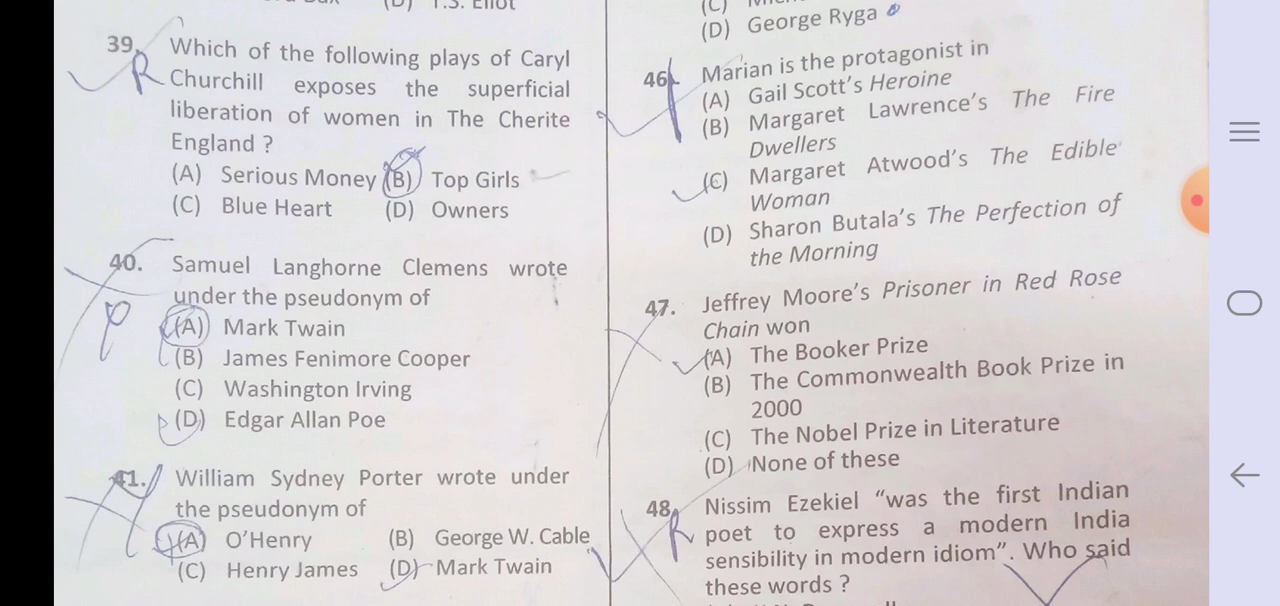 (D) T.S. Eliot
39. Which of the following plays of Caryl
Churchill exposes the superficial
liberation of women in The Cherite
England ?
(A) Serious Money (B) Top Girls
(C) Blue Heart (D) Owners
40. Samuel Langhorne Clemens wrote
under the pseudonym of
(A) Mark Twain
(B) James Fenimore Cooper
(C) Washington Irving
(D) Edgar Allan Poe
41. William Sydney Porter wrote under
the pseudonym of
(A) O'Henry (B) George W. Cable
(C) Henry James (D) Mark Twain
(C)
(D) George Ryga
46. Marian is the protagonist in
(A) Gail Scott's Heroine
(B) Margaret Lawrence's The Fire
Dwellers
(C) Margaret Atwood's The Edible
Woman
(D) Sharon Butala's The Perfection of
the Morning
47. Jeffrey Moore's Prisoner in Red Rose
Chain won
(A) The Booker Prize
(B) The Commonwealth Book Prize in
2000
(C) The Nobel Prize in Literature
(D) None of these
48. Nissim Ezekiel “was the first Indian
poet to express a modern India
sensibility in modern idiom”. Who said
these words ?